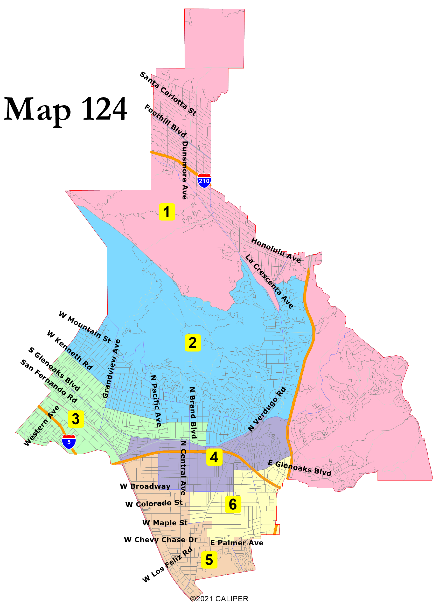 Map 124
Santa Carlotta St
Foothill Blvd
Dunsmore Ave
210
1
Honolulu Ave
La Crescenta Ave
W Mountain St
W Kenneth Rd
Grandview Ave
2
S Glenoaks Blvd
San Fernando Rd
N Pacific Ave
N Brand Blvd
N Verdugo Rd
Western Ave
3
5
N Central Ave
4
E Glenoaks Blvd
W Broadway
W Colorado St
6
W Maple St
W Chevy Chase Dr
E Palmer Ave
W Los Feliz Rd
5
©2021 CALIPER